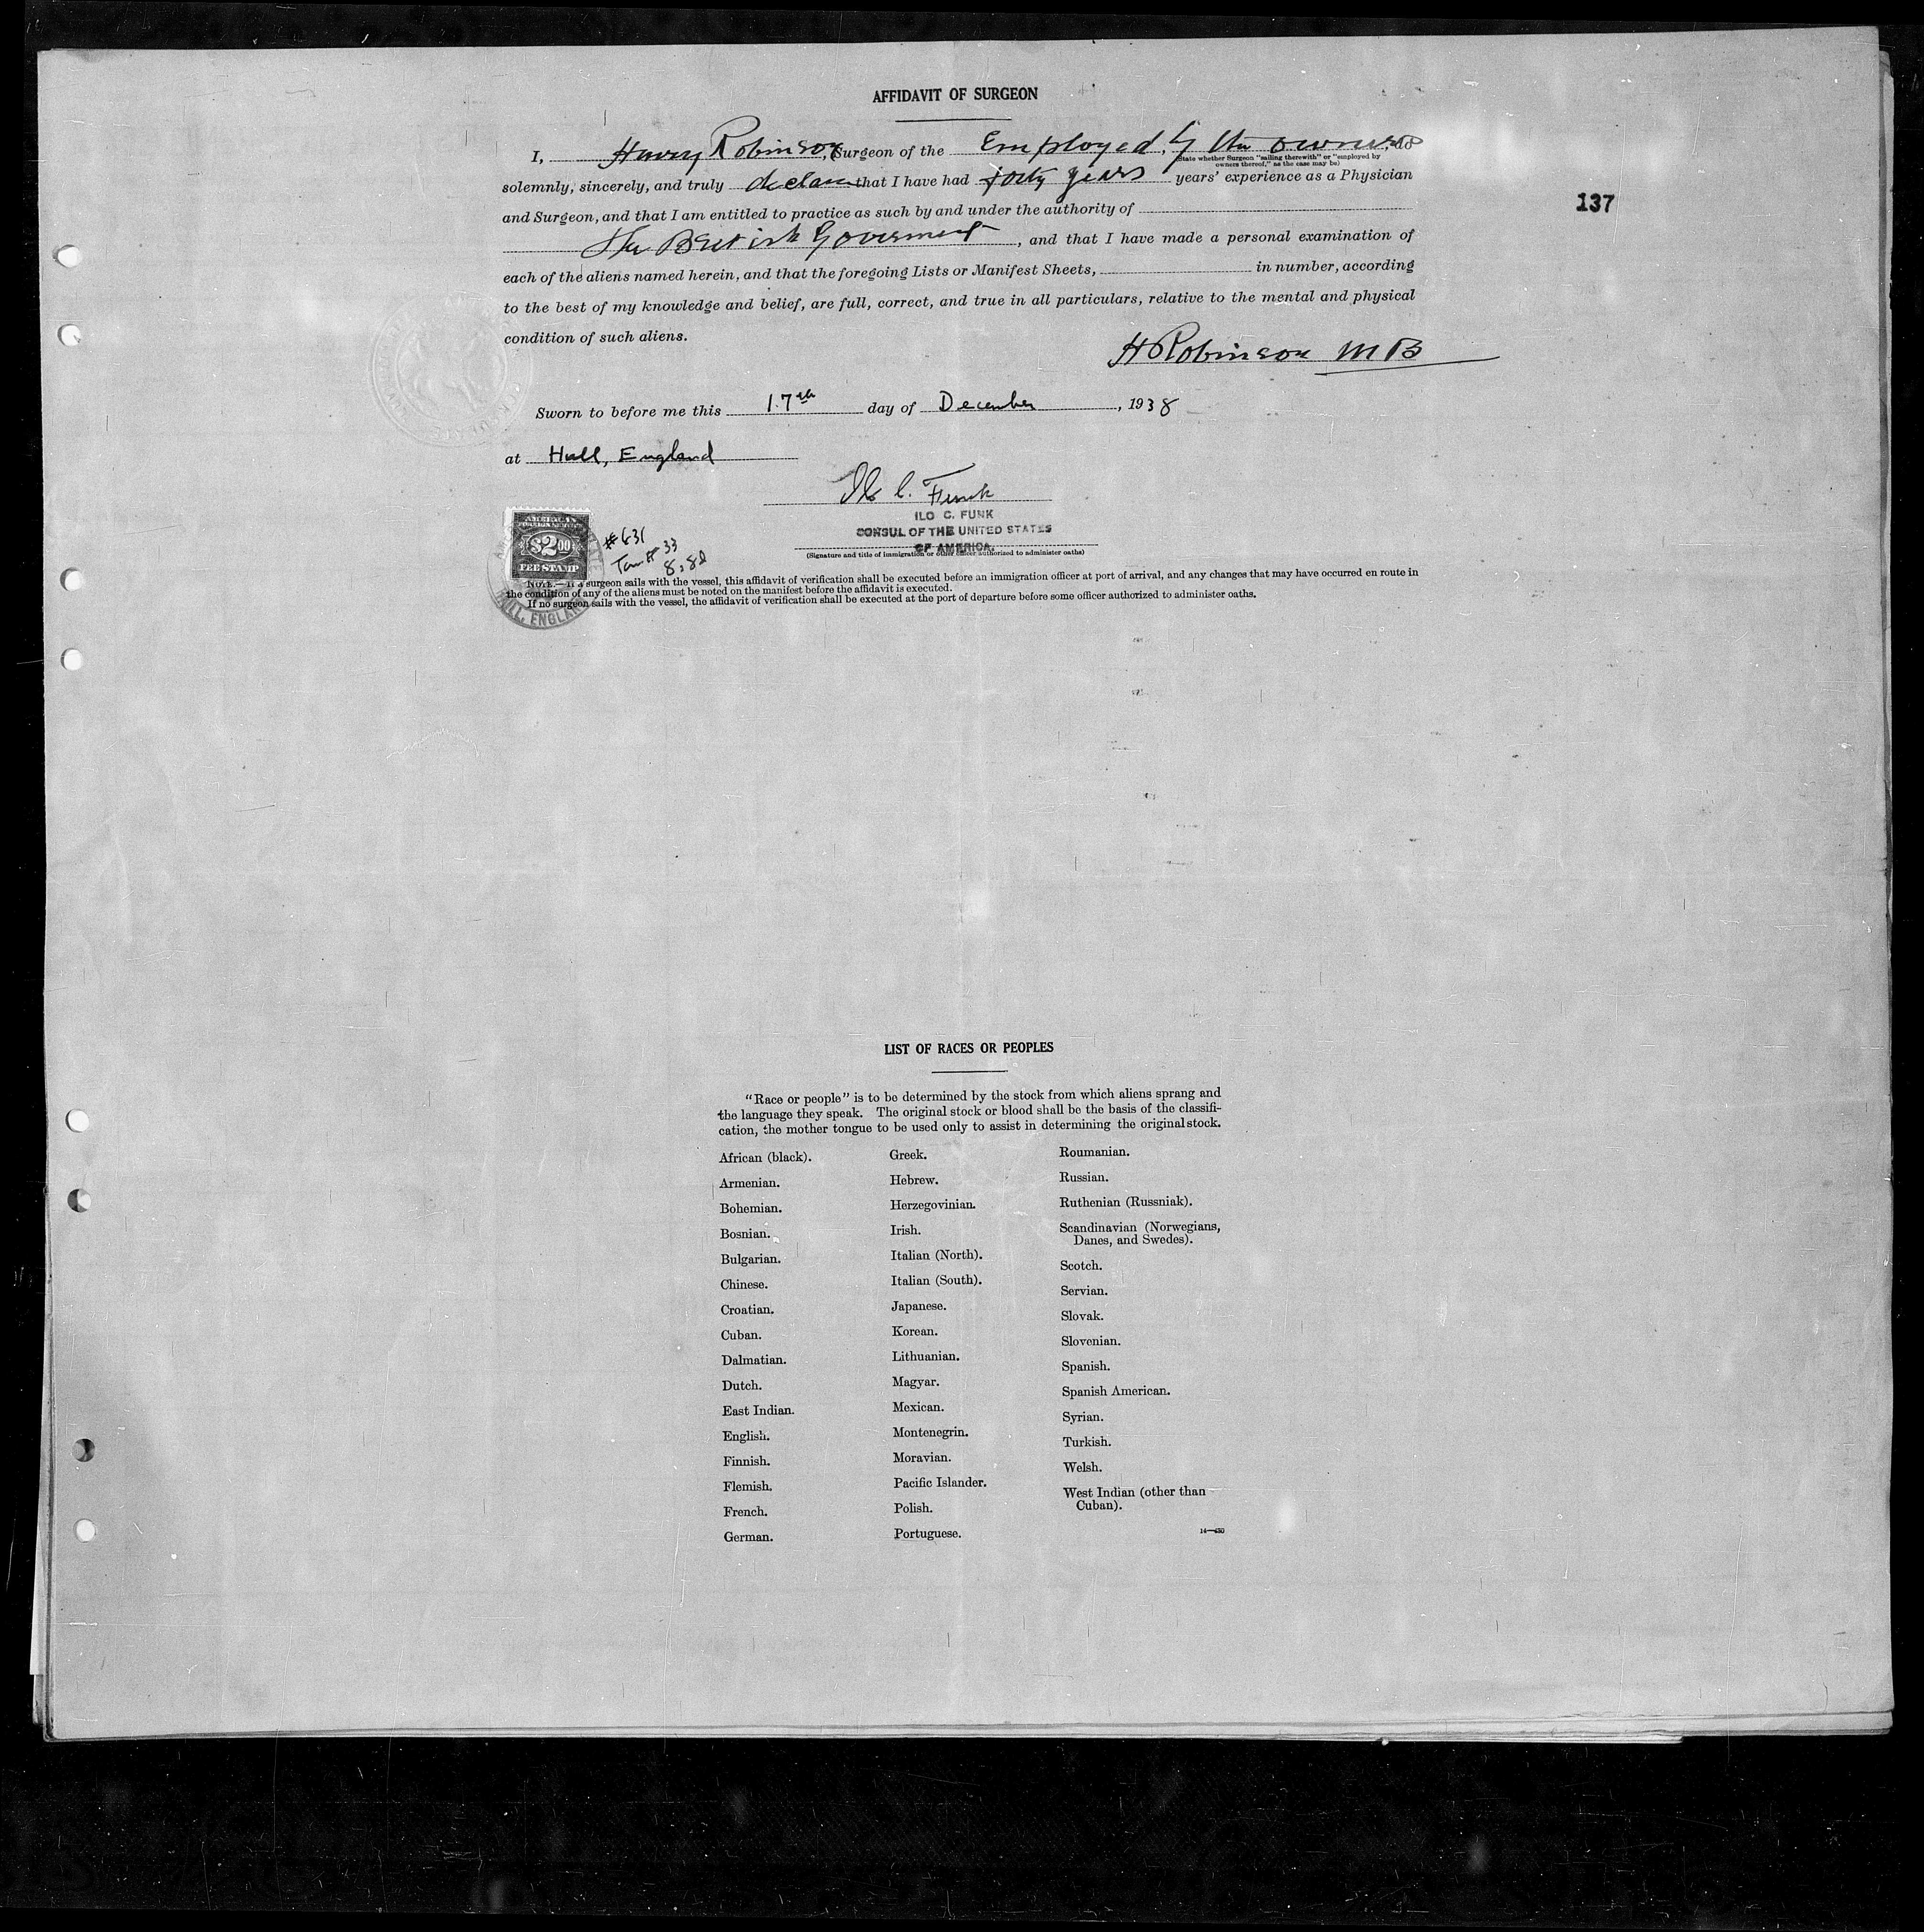 AFFIDAVIT OF SURGEON
I, Harry Robinson, Surgeon of the Employed by the owners, do
(State whether Surgeon "sailing therewith" or "employed by
owners thereof," as the case may be)
solemnly, sincerely, and truly declare that I have had forty years years' experience as a Physician
137
and Surgeon, and that I am entitled to practice as such by and under the authority of
The British Goverment, and that I have made a personal examination of
each of the aliens named herein, and that the foregoing Lists or Manifest Sheets, in number, according
to the best of my knowledge and belief, are full, correct, and true in all particulars, relative to the mental and physical
condition of such aliens.
H Robinson MB
Sworn to before me this 17th day of December, 1938
at Hull, England
Ilo C. Funk
ILO C. FUNK
CONSUL OF THE UNITED STATES
OF AMERICA.
(Signature and title of immigration or other officer authorized to administer oaths)
AMERICAN
FOREIGN SERVICE
$2.00
FEE STAMP
#631
Tar # 33
8s 8d
HULL, ENGLAND
NOTE.—If a surgeon sails with the vessel, this affidavit of verification shall be executed before an immigration officer at port of arrival, and any changes that may have occurred en route in
the condition of any of the aliens must be noted on the manifest before the affidavit is executed.
If no surgeon sails with the vessel, the affidavit of verification shall be executed at the port of departure before some officer authorized to administer oaths.
LIST OF RACES OR PEOPLES
"Race or people" is to be determined by the stock from which aliens sprang and
the language they speak. The original stock or blood shall be the basis of the classifi-
cation, the mother tongue to be used only to assist in determining the original stock.
African (black).
Armenian.
Bohemian.
Bosnian.
Bulgarian.
Chinese.
Croatian.
Cuban.
Dalmatian.
Dutch.
East Indian.
English.
Finnish.
Flemish.
French.
German.
Greek.
Hebrew.
Herzegovinian.
Irish.
Italian (North).
Italian (South).
Japanese.
Korean.
Lithuanian.
Magyar.
Mexican.
Montenegrin.
Moravian.
Pacific Islander.
Polish.
Portuguese.
Roumanian.
Russian.
Ruthenian (Russniak).
Scandinavian (Norwegians,
Danes, and Swedes).
Scotch.
Servian.
Slovak.
Slovenian.
Spanish.
Spanish American.
Syrian.
Turkish.
Welsh.
West Indian (other than
Cuban).